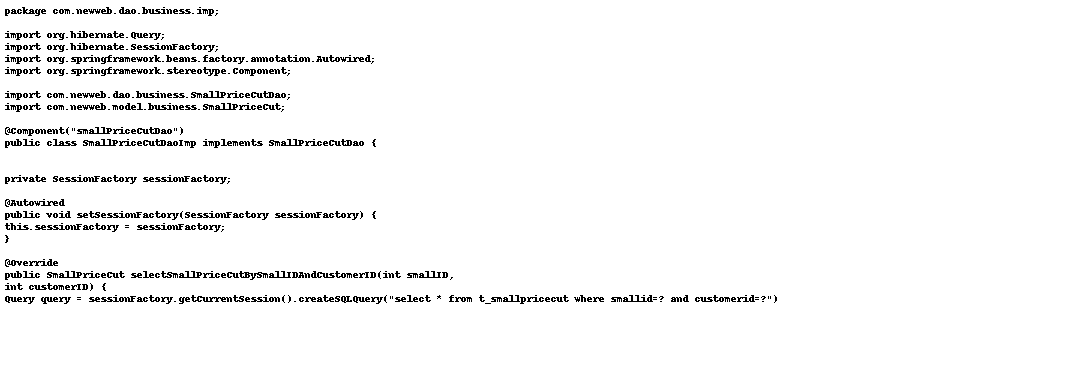 package com.newweb.dao.business.imp;
import org.hibernate.Query;
import org.hibernate.SessionFactory;
import org.springframework.beans.factory.annotation.Autowired;
import org.springframework.stereotype.Component;
import com.newweb.dao.business.SmallPriceCutDao;
import com.newweb.model.business.SmallPriceCut;
@Component("smallPriceCutDao")
public class SmallPriceCutDaoImp implements SmallPriceCutDao {
private SessionFactory sessionFactory;
@Autowired
public void setSessionFactory(SessionFactory sessionFactory) {
this.sessionFactory = sessionFactory;
}
@Override
public SmallPriceCut selectSmallPriceCutBySmallIDAndCustomerID(int smallID,
int customerID) {
Query query = sessionFactory.getCurrentSession().createSQLQuery("select * from t_smallpricecut where smallid=? and customerid=?")